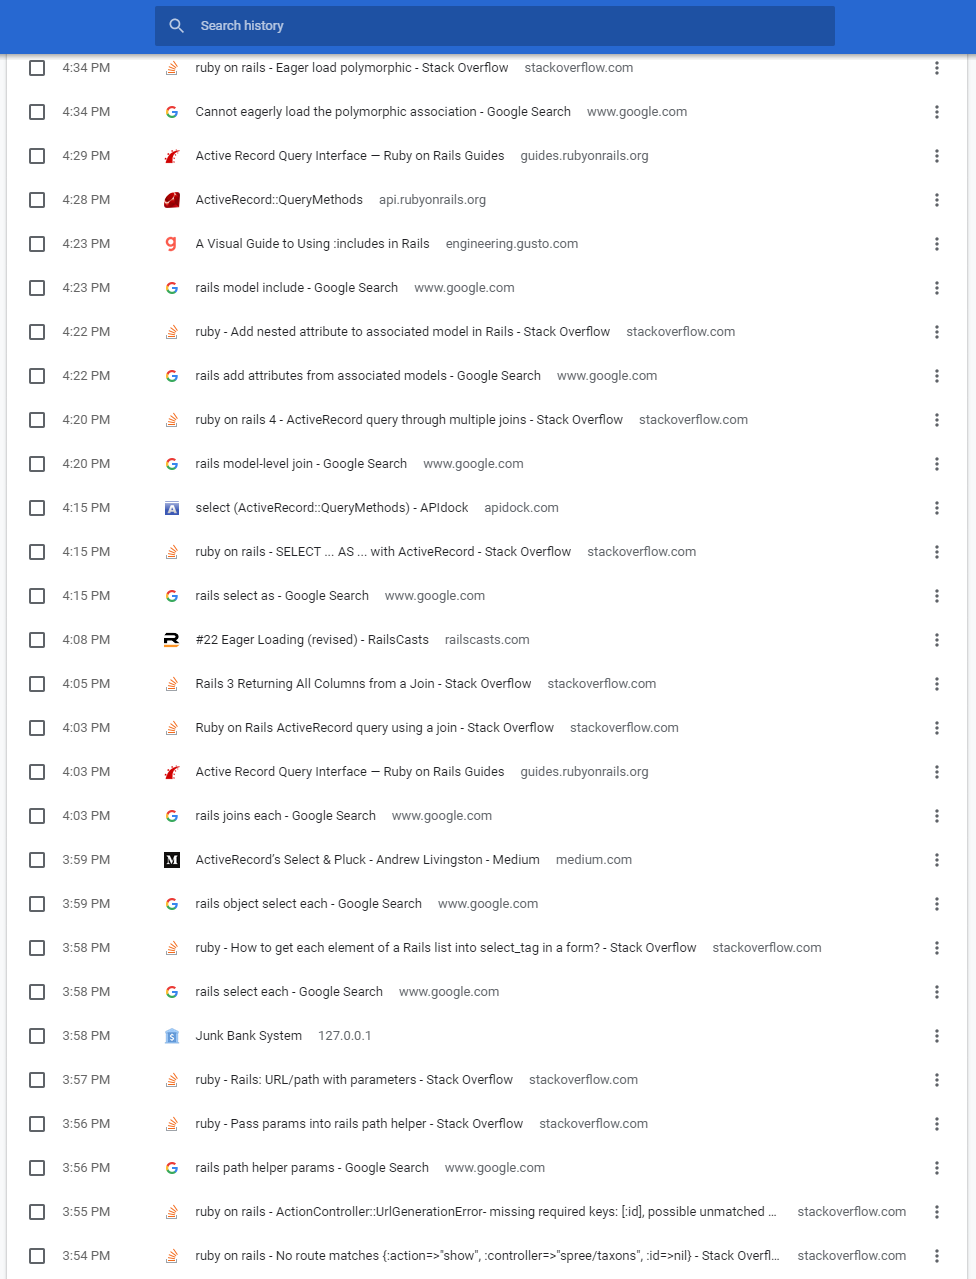 Search history
4:34 PM ruby on rails - Eager load polymorphic - Stack Overflow stackoverflow.com
4:34 PM Cannot eagerly load the polymorphic association - Google Search www.google.com
4:29 PM Active Record Query Interface — Ruby on Rails Guides guides.rubyonrails.org
4:28 PM ActiveRecord::QueryMethods api.rubyonrails.org
4:23 PM A Visual Guide to Using :includes in Rails engineering.gusto.com
4:23 PM rails model include - Google Search www.google.com
4:22 PM ruby - Add nested attribute to associated model in Rails - Stack Overflow stackoverflow.com
4:22 PM rails add attributes from associated models - Google Search www.google.com
4:20 PM ruby on rails 4 - ActiveRecord query through multiple joins - Stack Overflow stackoverflow.com
4:20 PM rails model-level join - Google Search www.google.com
4:15 PM select (ActiveRecord::QueryMethods) - APIdock apidock.com
4:15 PM ruby on rails - SELECT ... AS ... with ActiveRecord - Stack Overflow stackoverflow.com
4:15 PM rails select as - Google Search www.google.com
4:08 PM #22 Eager Loading (revised) - RailsCasts railscasts.com
4:05 PM Rails 3 Returning All Columns from a Join - Stack Overflow stackoverflow.com
4:03 PM Ruby on Rails ActiveRecord query using a join - Stack Overflow stackoverflow.com
4:03 PM Active Record Query Interface — Ruby on Rails Guides guides.rubyonrails.org
4:03 PM rails joins each - Google Search www.google.com
3:59 PM ActiveRecord's Select & Pluck - Andrew Livingston - Medium medium.com
3:59 PM rails object select each - Google Search www.google.com
3:58 PM ruby - How to get each element of a Rails list into select_tag in a form? - Stack Overflow stackoverflow.com
3:58 PM rails select each - Google Search www.google.com
3:58 PM Junk Bank System 127.0.0.1
3:57 PM ruby - Rails: URL/path with parameters - Stack Overflow stackoverflow.com
3:56 PM ruby - Pass params into rails path helper - Stack Overflow stackoverflow.com
3:56 PM rails path helper params - Google Search www.google.com
3:55 PM ruby on rails - ActionController::UrlGenerationError- missing required keys: [:id], possible unmatched ... stackoverflow.com
3:54 PM ruby on rails - No route matches {:action=>"show", :controller=>"spree/taxons", :id=>nil} - Stack Overfl... stackoverflow.com